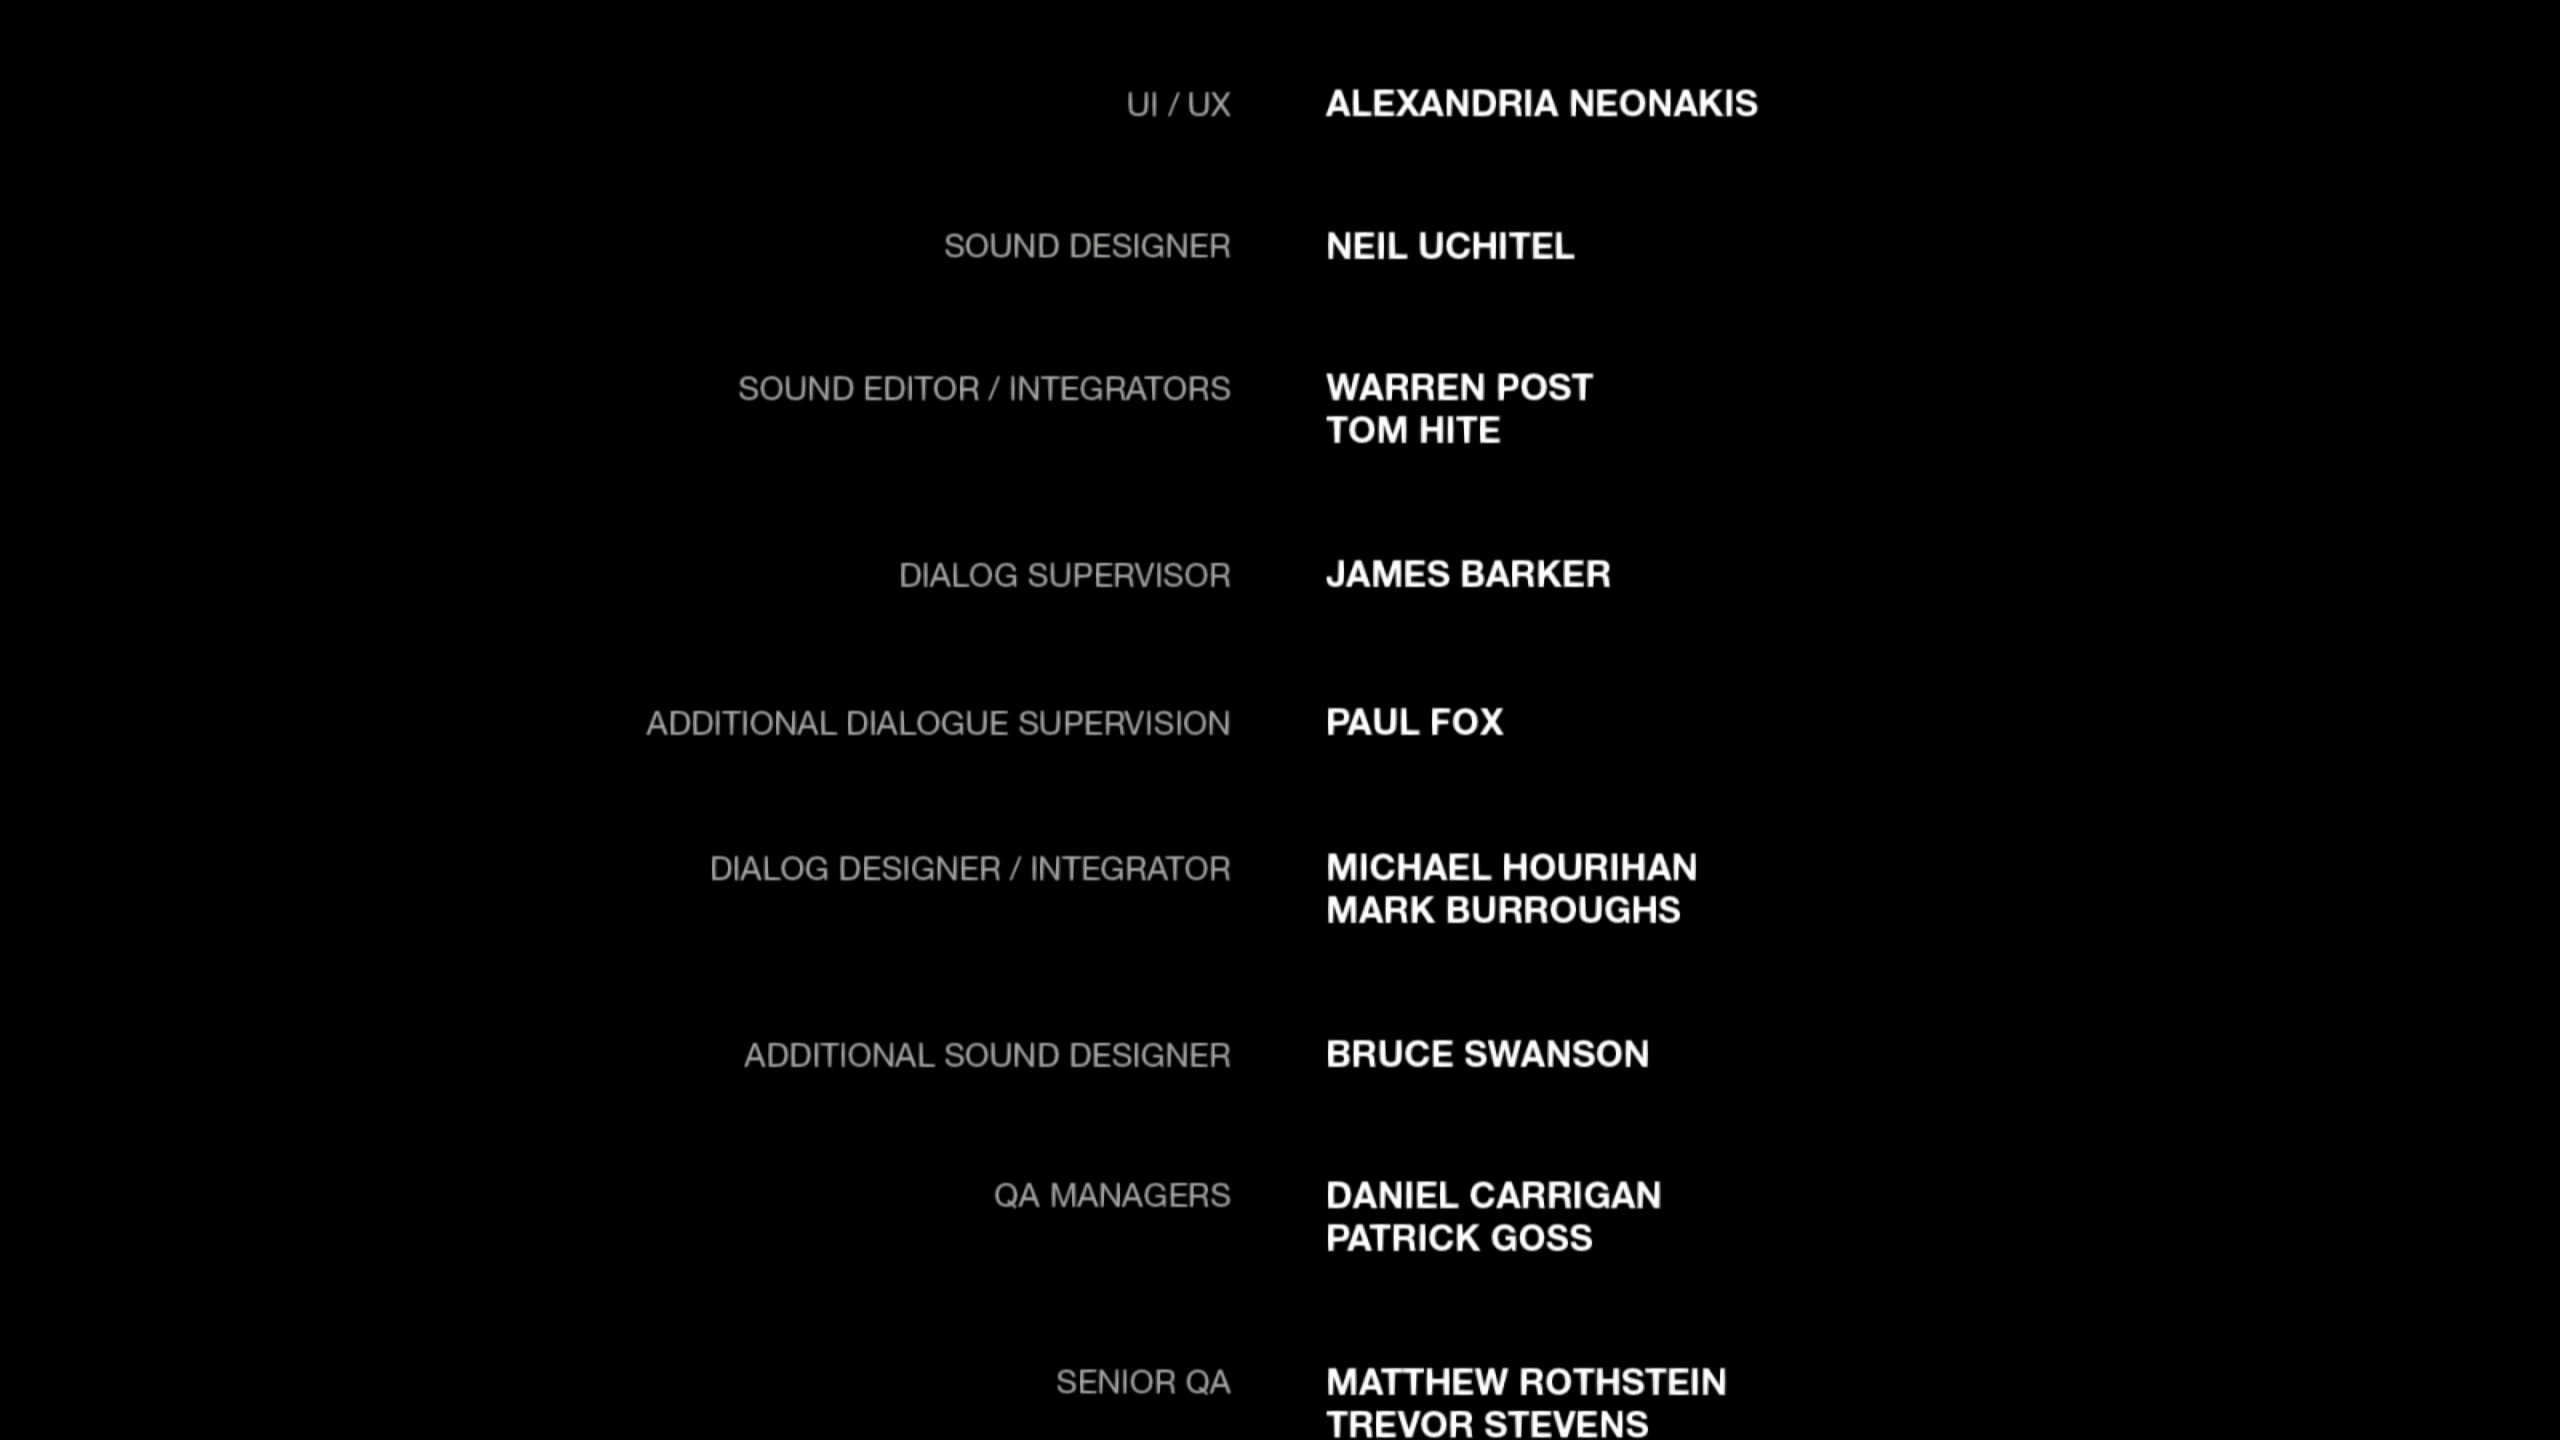 UI / UX ALEXANDRIA NEONAKIS
SOUND DESIGNER NEIL UCHITEL
SOUND EDITOR / INTEGRATORS WARREN POST
TOM HITE
DIALOG SUPERVISOR JAMES BARKER
ADDITIONAL DIALOGUE SUPERVISION PAUL FOX
DIALOG DESIGNER / INTEGRATOR MICHAEL HOURIHAN
MARK BURROUGHS
ADDITIONAL SOUND DESIGNER BRUCE SWANSON
QA MANAGERS DANIEL CARRIGAN
PATRICK GOSS
SENIOR QA MATTHEW ROTHSTEIN
TREVOR STEVENS